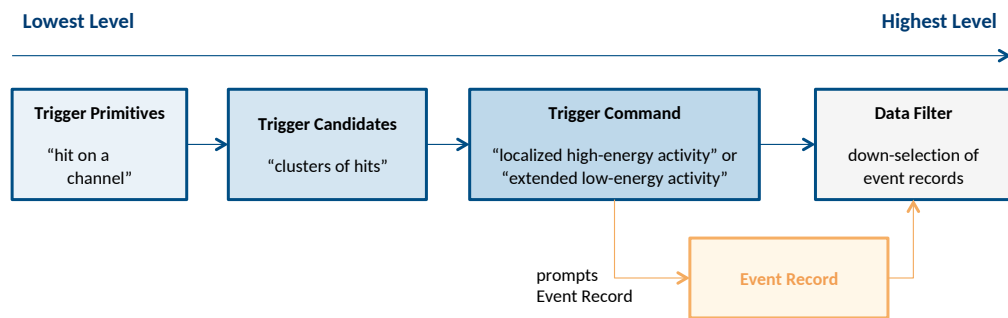 Lowest Level
Highest Level
Trigger Primitives
“hit on a
channel”
Trigger Candidates
“clusters of hits”
Trigger Command
“localized high-energy activity” or
“extended low-energy activity”
Data Filter
down-selection of
event records
prompts
Event Record
Event Record